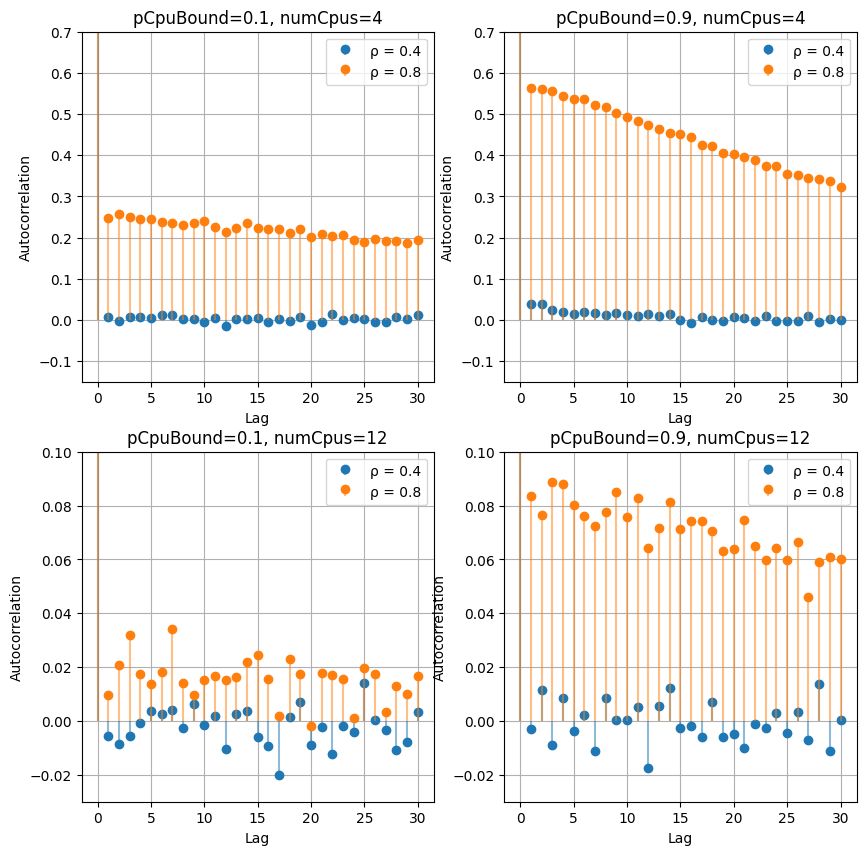 pCpuBound=0.1, numCpus=4
0.7
0.6
0.5
0.4
0.3
0.2
0.1
0.0
−0.1
Autocorrelation
ρ = 0.4
ρ = 0.8
0 5 10 15 20 25 30
Lag
pCpuBound=0.9, numCpus=4
0.7
0.6
0.5
0.4
0.3
0.2
0.1
0.0
−0.1
Autocorrelation
ρ = 0.4
ρ = 0.8
0 5 10 15 20 25 30
Lag
pCpuBound=0.1, numCpus=12
0.10
0.08
0.06
0.04
0.02
0.00
−0.02
Autocorrelation
ρ = 0.4
ρ = 0.8
0 5 10 15 20 25 30
Lag
pCpuBound=0.9, numCpus=12
0.10
0.08
0.06
0.04
0.02
0.00
−0.02
Autocorrelation
ρ = 0.4
ρ = 0.8
0 5 10 15 20 25 30
Lag